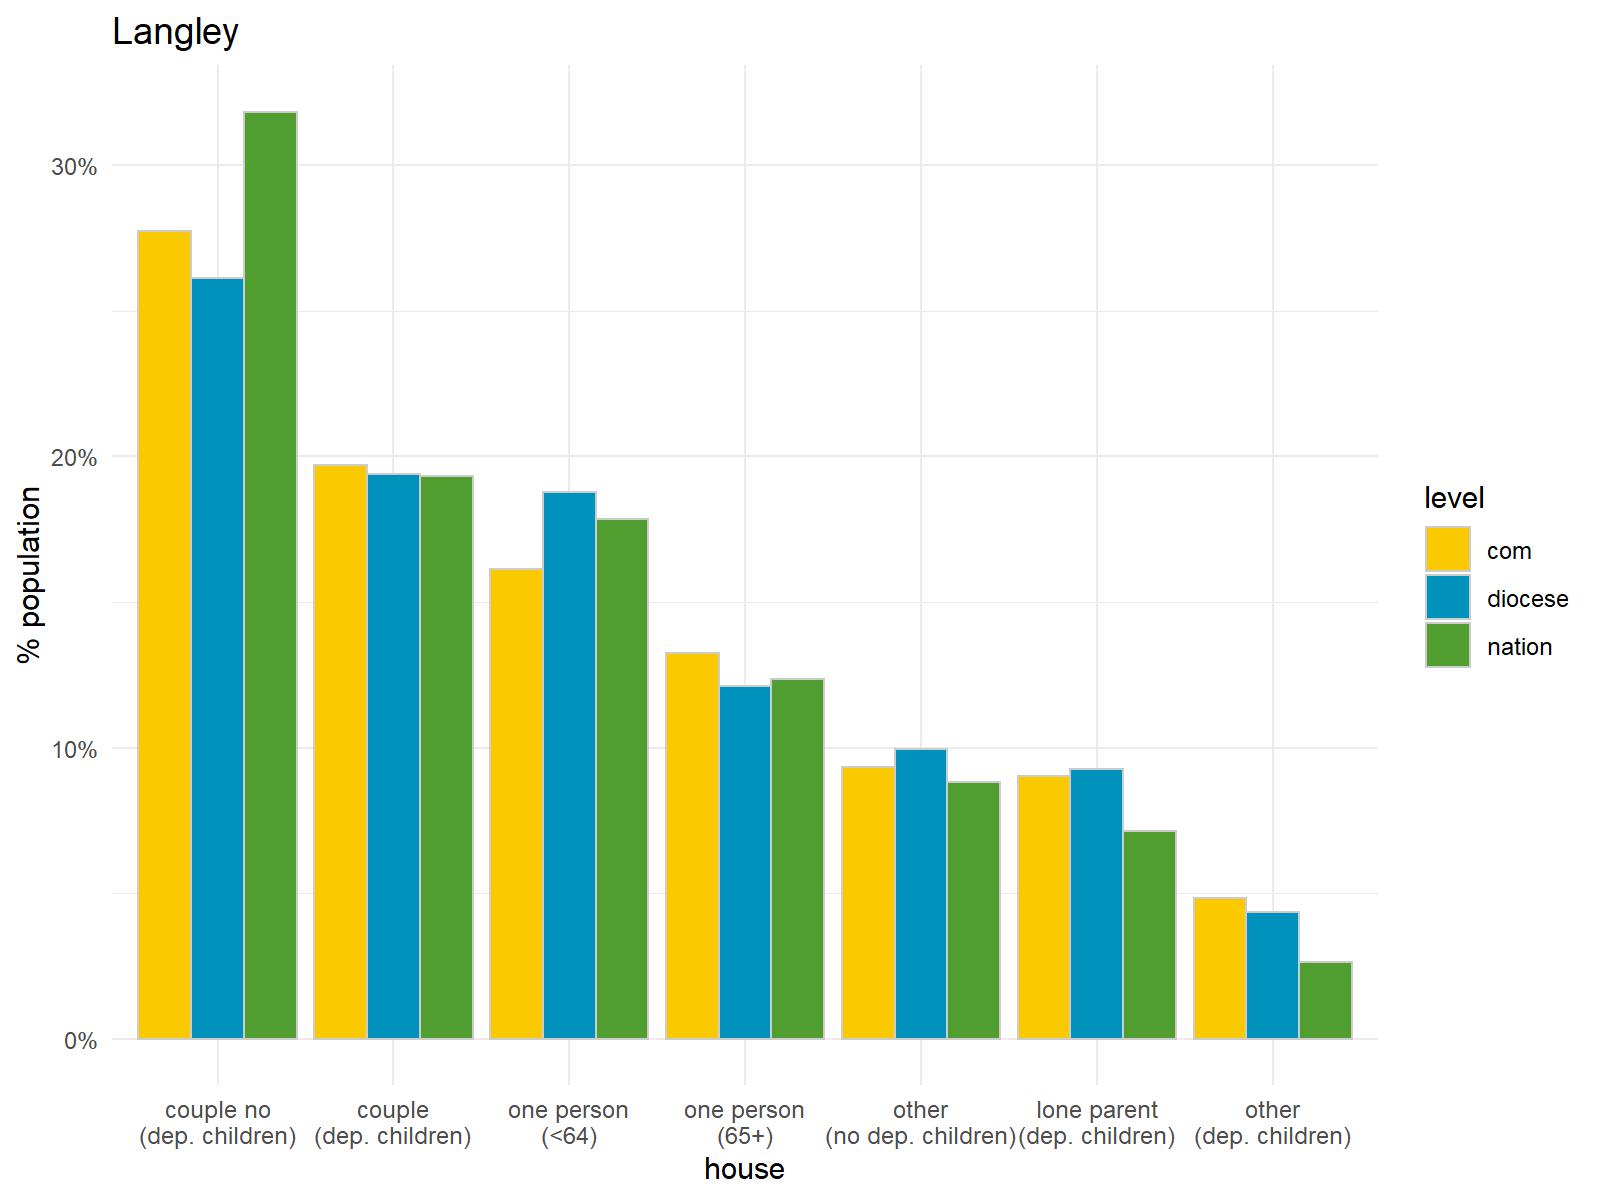 Langley
30%
20%
10%
0%
% population
couple no
(dep. children)
couple
(dep. children)
one person
(<64)
one person
(65+)
other
(no dep. children)
lone parent
(dep. children)
other
(dep. children)
house
level
com
diocese
nation